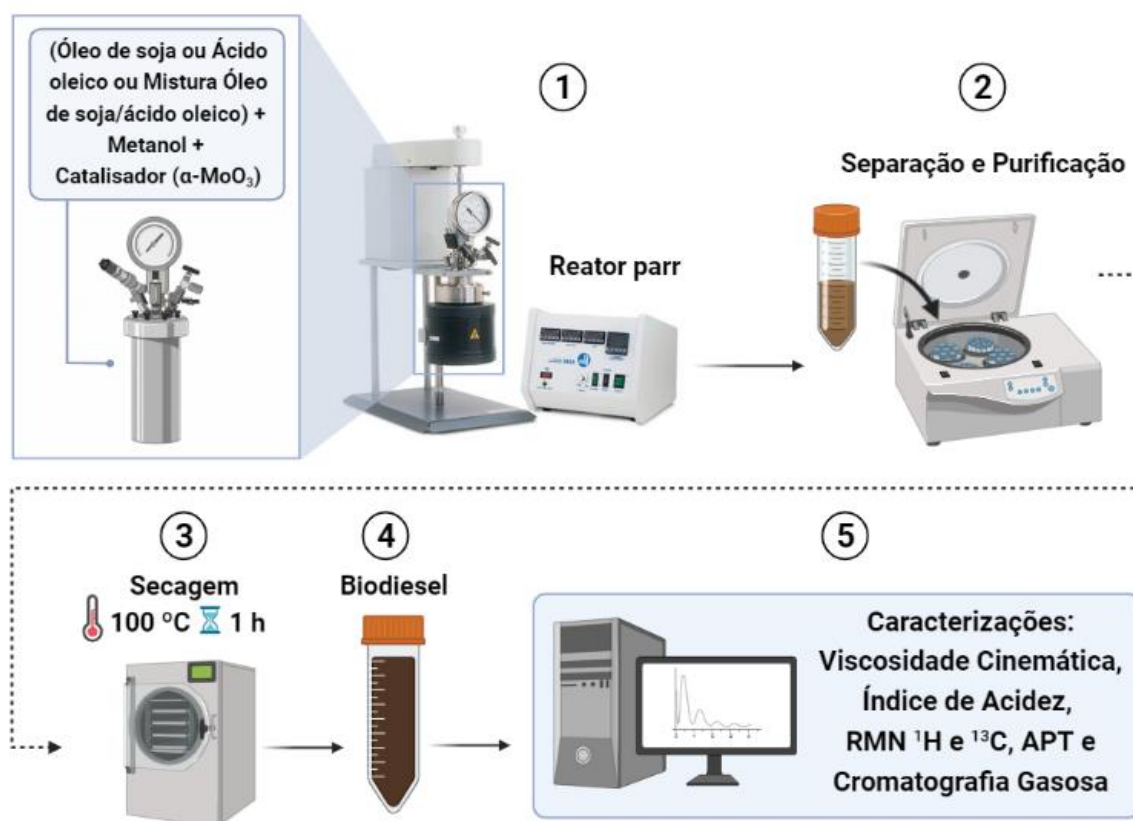 (Óleo de soja ou Ácido
oleico ou Mistura Óleo
de soja/ácido oleico) +
Metanol +
Catalisador (α-MoO₃)
1
Reator parr
2
Separação e Purificação
3
Secagem
100 ºC 1 h
4
Biodiesel
5
Caracterizações:
Viscosidade Cinemática,
Índice de Acidez,
RMN ¹H e ¹³C, APT e
Cromatografia Gasosa